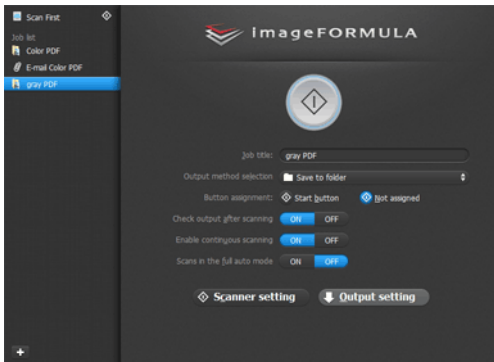 Scan First
Job list
Color PDF
E-mail Color PDF
gray PDF
imageFORMULA
Job title: gray PDF
Output method selection Save to folder
Button assignment: Start button Not assigned
Check output after scanning ON OFF
Enable continuous scanning ON OFF
Scans in the full auto mode ON OFF
Scanner setting Output setting